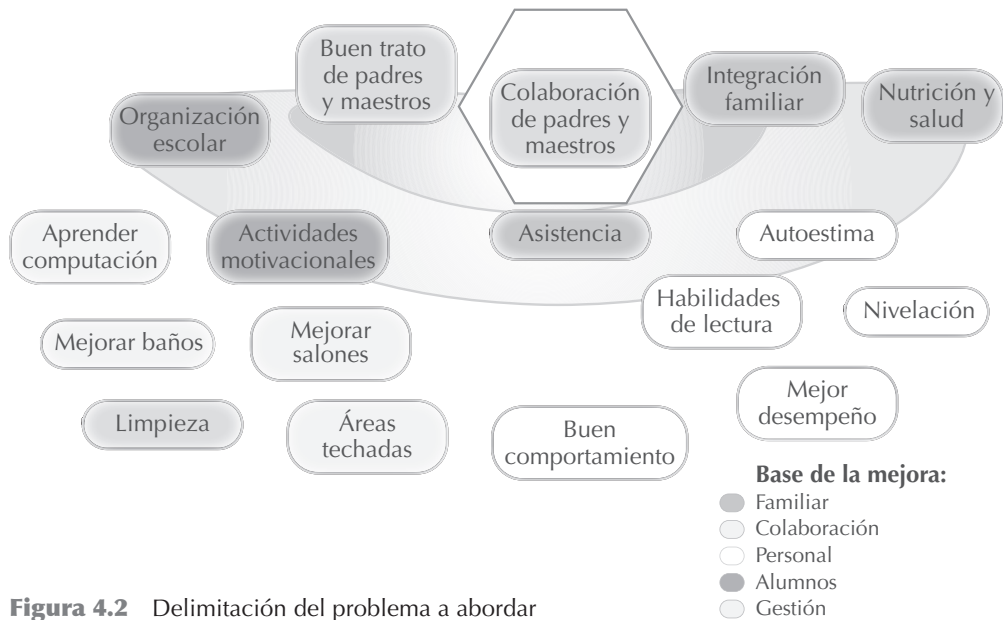 Buen trato
de padres
y maestros
Colaboración
de padres y
maestros
Integración
familiar
Nutrición y
salud
Organización
escolar
Aprender
computación
Actividades
motivacionales
Asistencia
Autoestima
Habilidades
de lectura
Nivelación
Mejorar baños
Mejorar
salones
Limpieza
Áreas
techadas
Buen
comportamiento
Mejor
desempeño
Base de la mejora:
Familiar
Colaboración
Personal
Alumnos
Gestión
Figura 4.2 Delimitación del problema a abordar